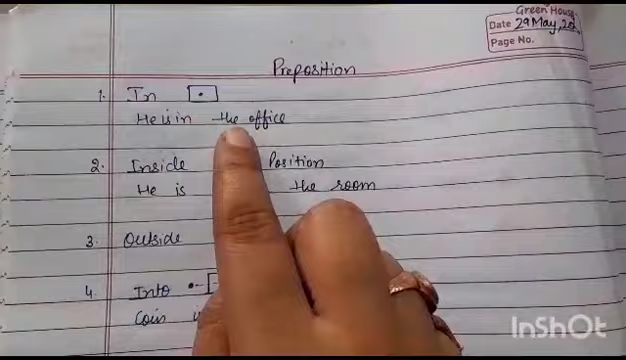 Green House
Date 29 May, 202
Page No.
Preposition
1. In
He is in the office
2. Inside Position
He is the room
3. Outside
4. Into
Coin
InShOt